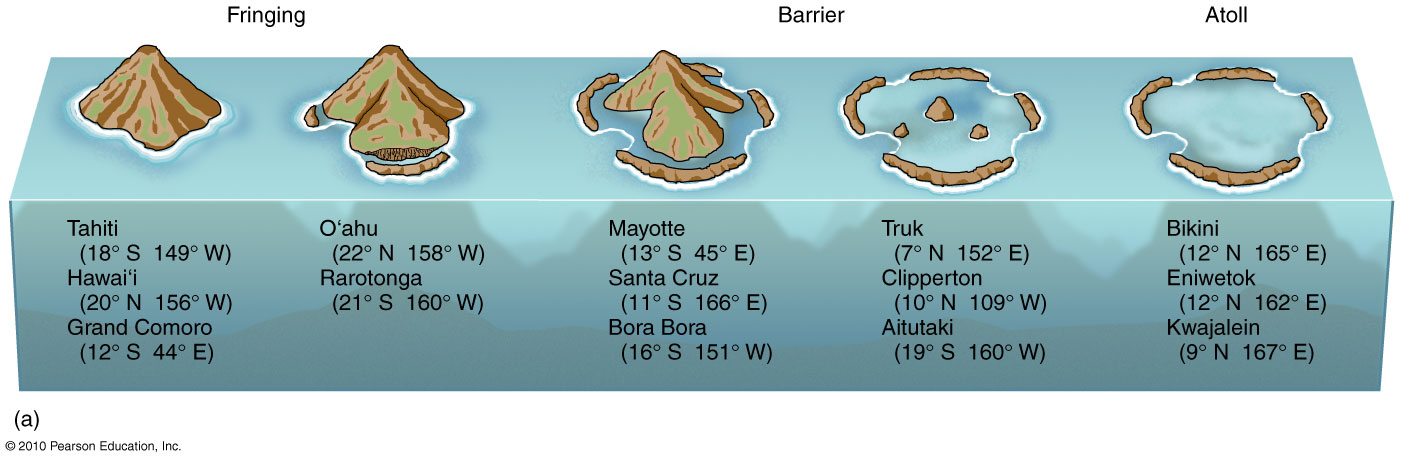 Fringing
Barrier
Atoll
Tahiti
(18° S 149° W)
Hawai‘i
(20° N 156° W)
Grand Comoro
(12° S 44° E)
O‘ahu
(22° N 158° W)
Rarotonga
(21° S 160° W)
Mayotte
(13° S 45° E)
Santa Cruz
(11° S 166° E)
Bora Bora
(16° S 151° W)
Truk
(7° N 152° E)
Clipperton
(10° N 109° W)
Aitutaki
(19° S 160° W)
Bikini
(12° N 165° E)
Eniwetok
(12° N 162° E)
Kwajalein
(9° N 167° E)
(a)
© 2010 Pearson Education, Inc.